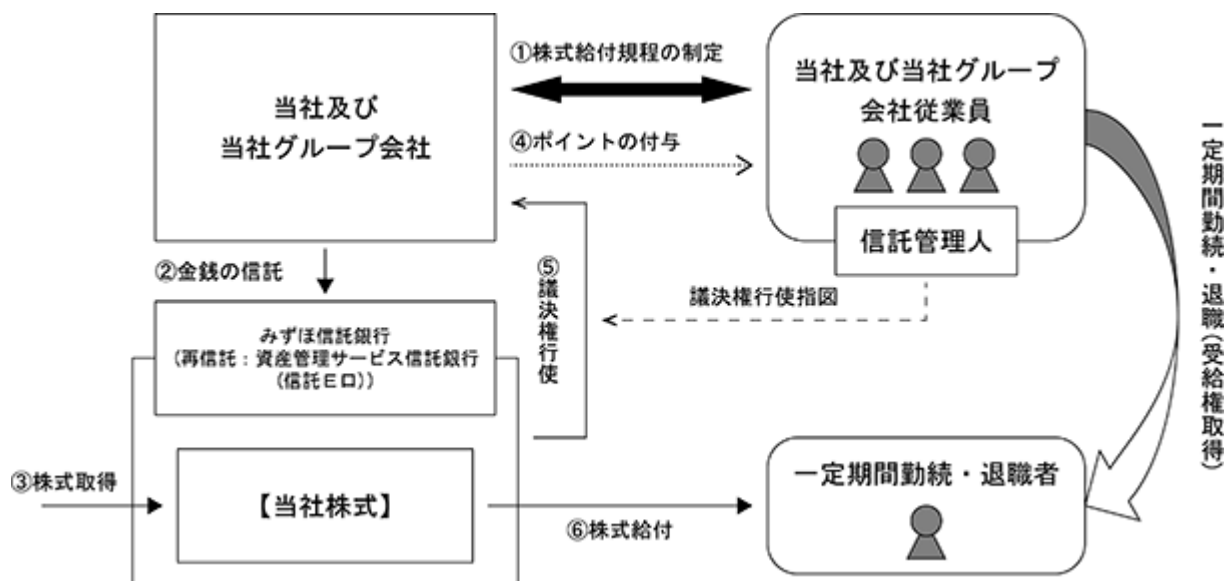 ①株式給付規程の制定
当社及び
当社グループ会社
当社及び当社グループ
会社従業員
④ポイントの付与
信託管理人
②金銭の信託
⑤議決権行使
議決権行使指図
一定期間勤続・退職(受給権取得)
みずほ信託銀行
(再信託:資産管理サービス信託銀行
(信託E口))
③株式取得
【当社株式】
⑥株式給付
一定期間勤続・退職者